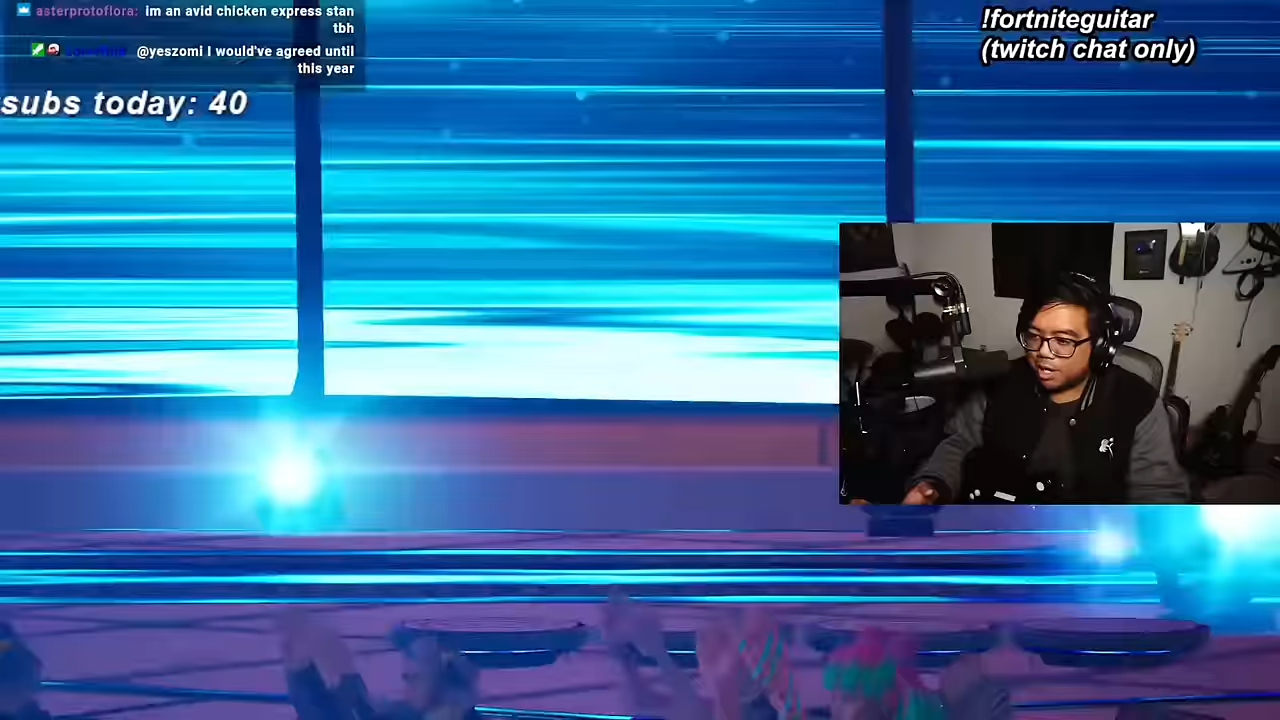 asterprotoflora: im an avid chicken express stan
tbh
@yeszomi I would've agreed until
this year
subs today: 40
!fortniteguitar
(twitch chat only)